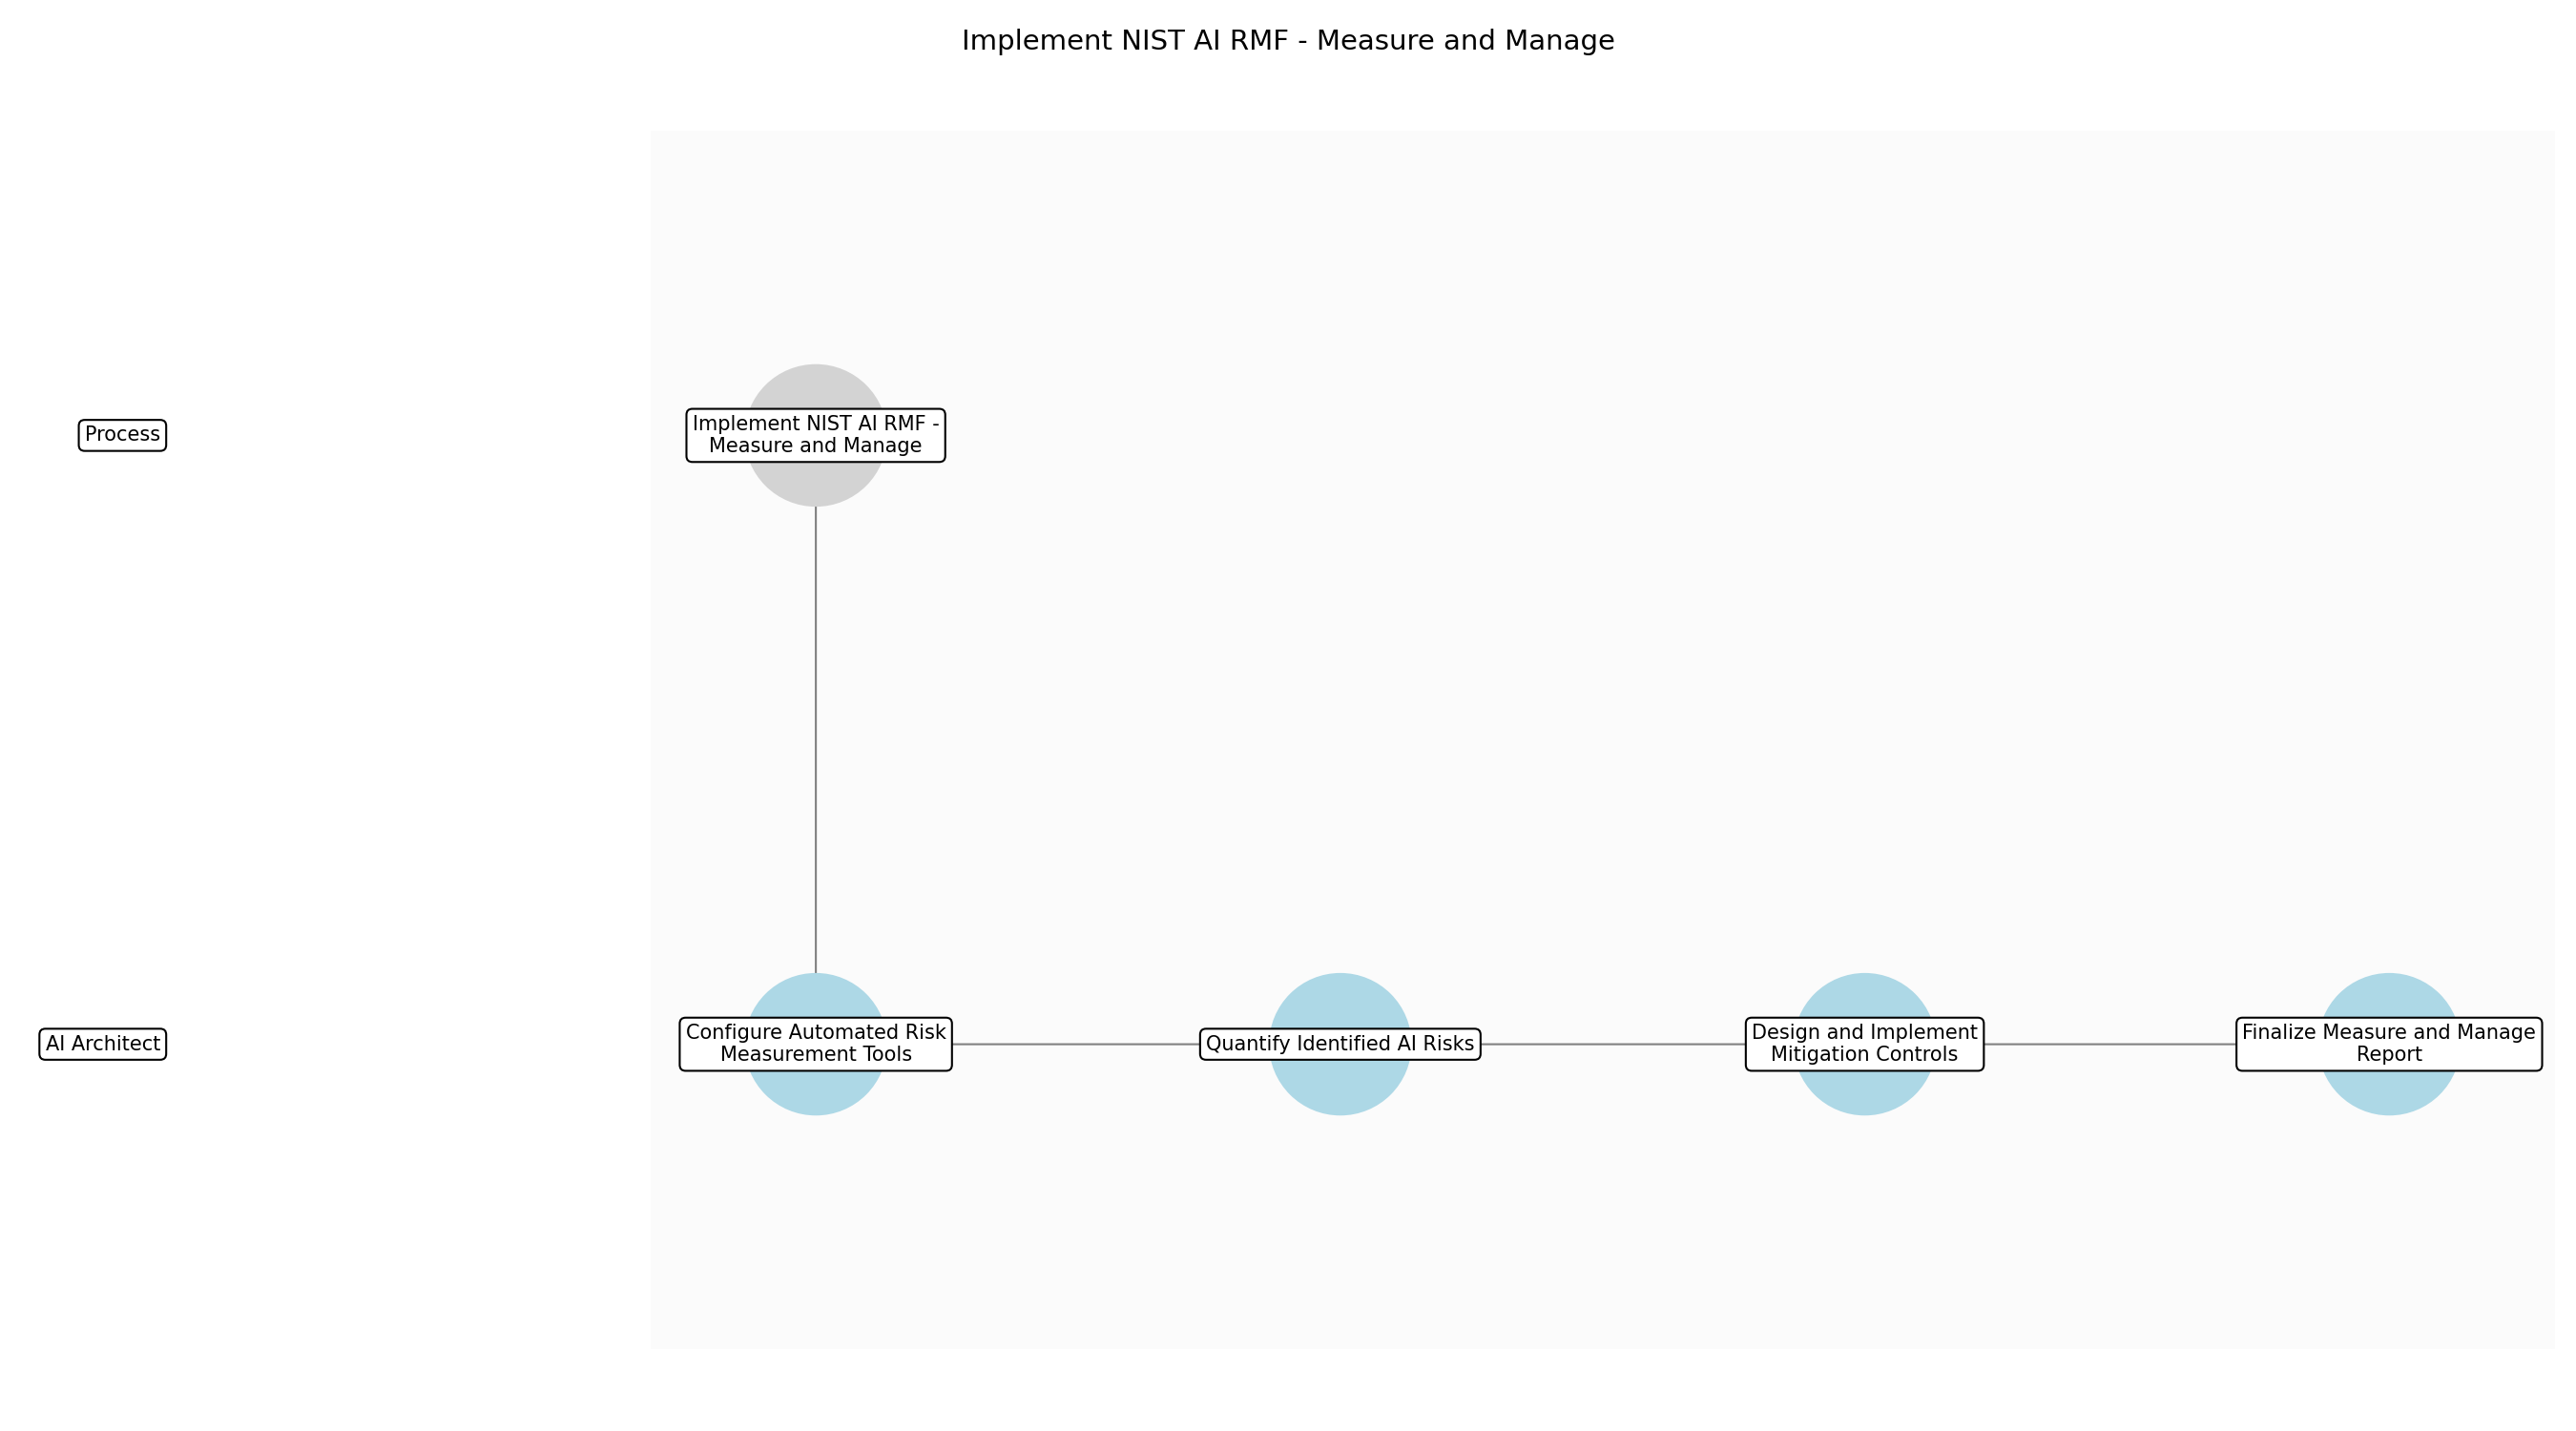 Implement NIST AI RMF - Measure and Manage
Process
Implement NIST AI RMF -
Measure and Manage
AI Architect
Configure Automated Risk
Measurement Tools
Quantify Identified AI Risks
Design and Implement
Mitigation Controls
Finalize Measure and Manage
Report